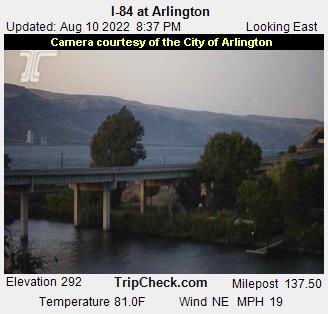 I-84 at Arlington
Updated: Aug 10 2022 8:37 PM Looking East
Camera courtesy of the City of Arlington
Elevation 292 TripCheck.com Milepost 137.50
Temperature 81.0F Wind NE MPH 19